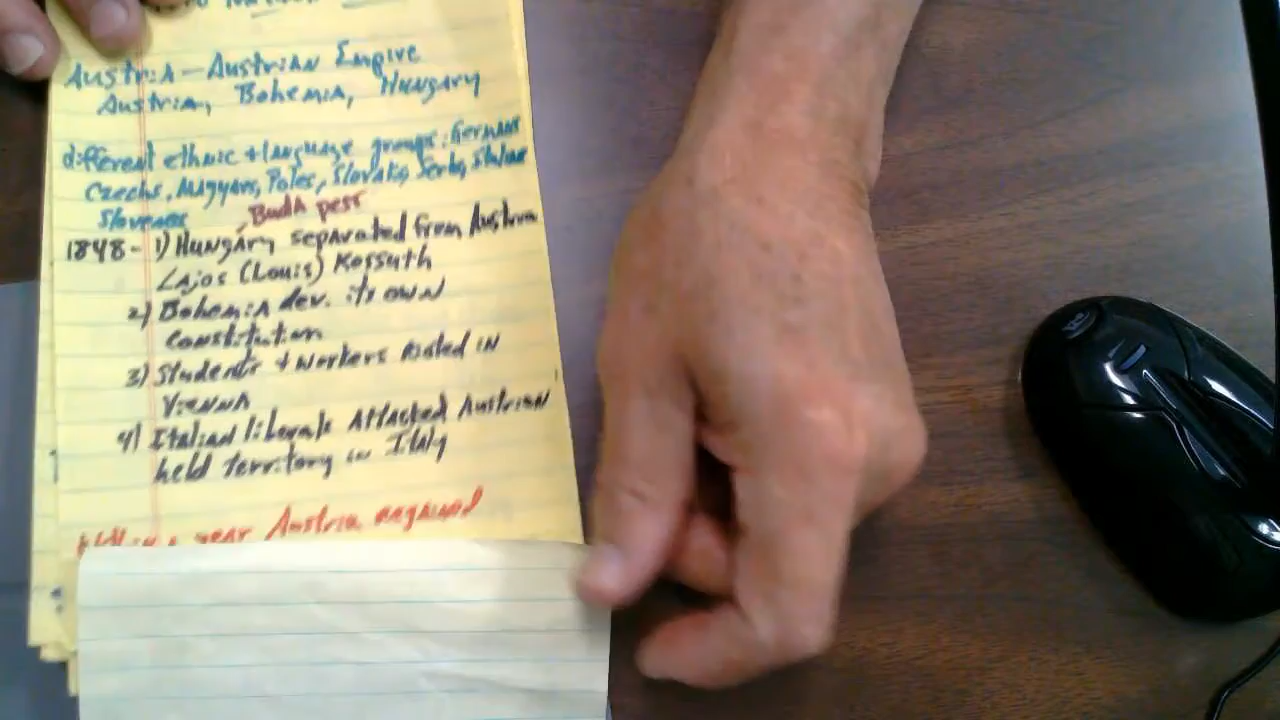 Austria - Austrian Empire
Austria, Bohemia, Hungary
different ethnic + language groups: Germans
Czechs, Magyars, Poles, Slovaks, Serbs, Italians
Slovenes
Buda pest
1848 - 1) Hungary separated from Austria
Lajos (Louis) Kossuth
2) Bohemia dev. its own
Constitution
3) Students + workers rioted in
Vienna
4) Italian liberals Attacked Austrian
held territory in Italy
Within a year Austria regained